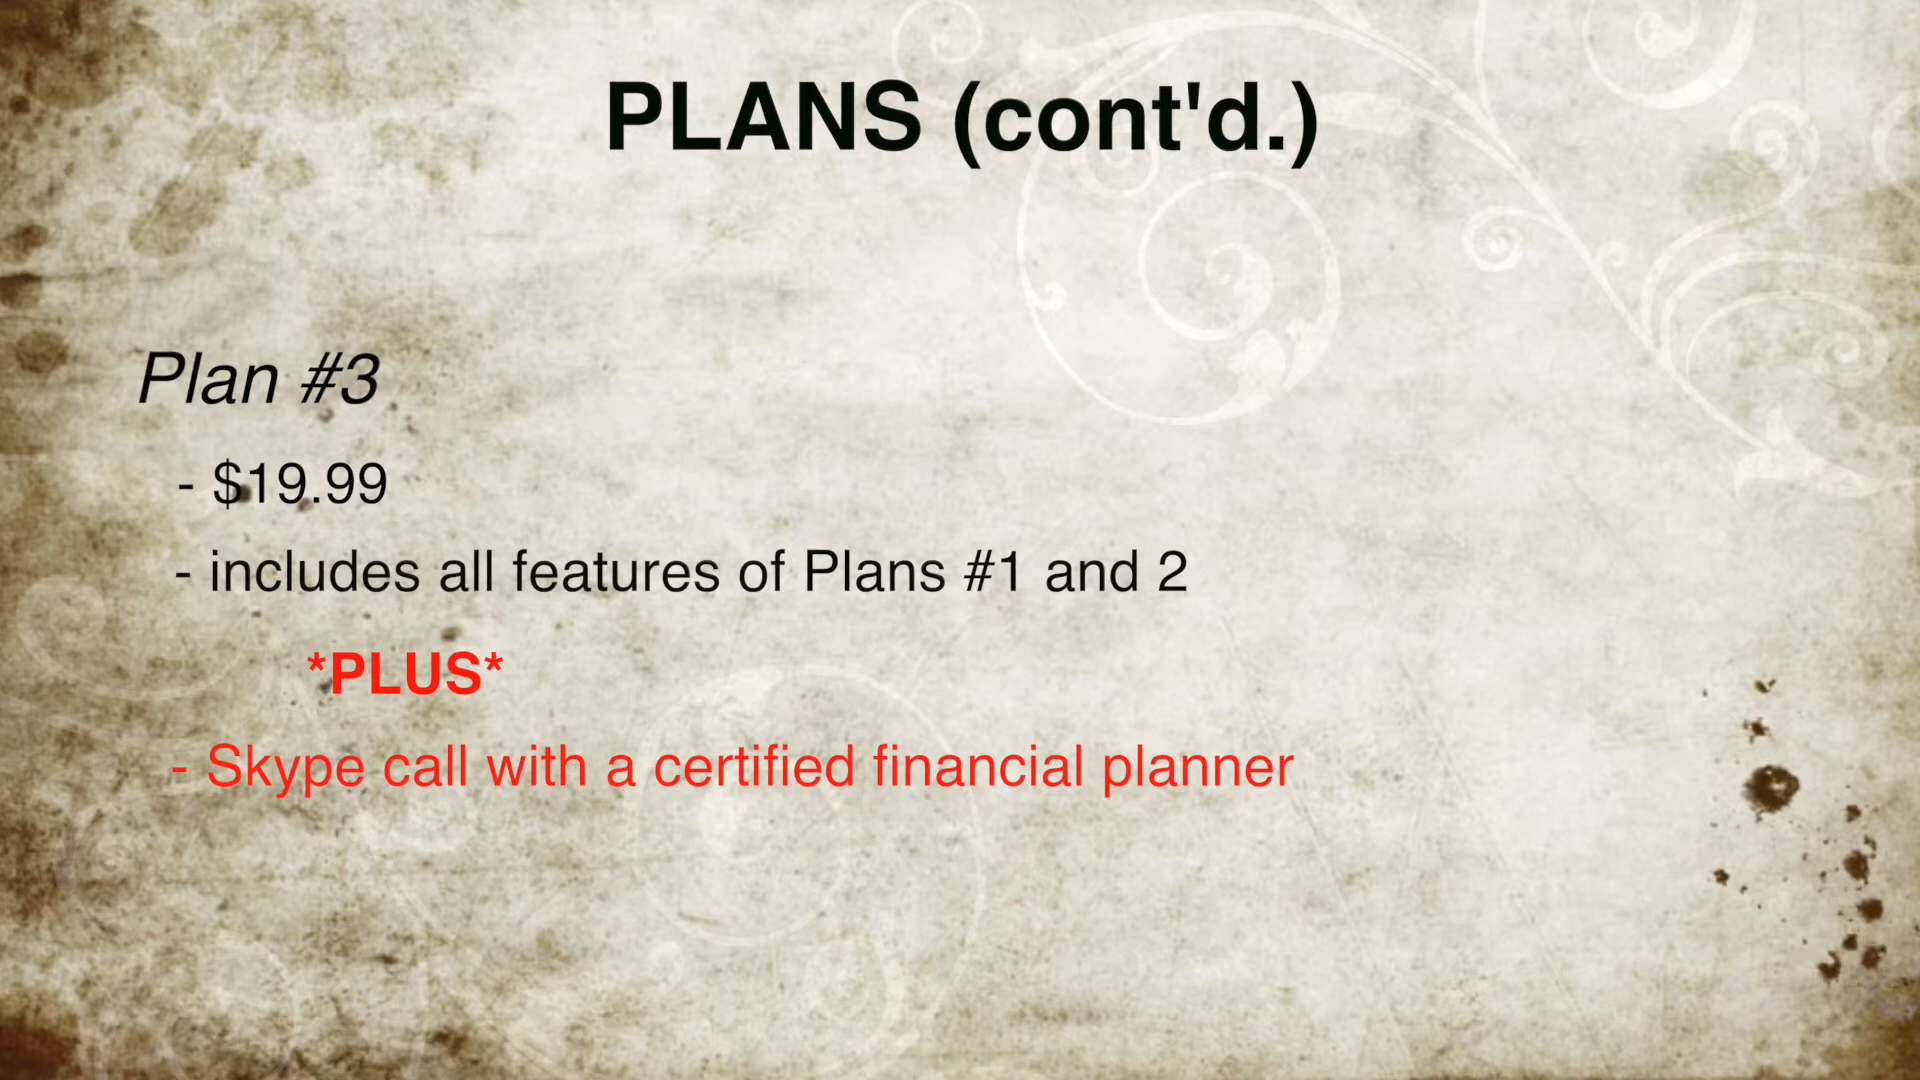 PLANS (cont'd.)
Plan #3
- $19.99
- includes all features of Plans #1 and 2
*PLUS*
- Skype call with a certified financial planner